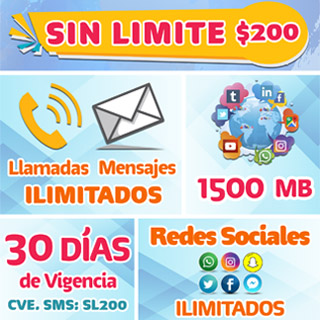 SIN LIMITE $200
Llamadas Mensajes
ILIMITADOS
1500 MB
30 DÍAS
de Vigencia
CVE. SMS: SL200
Redes Sociales
ILIMITADOS